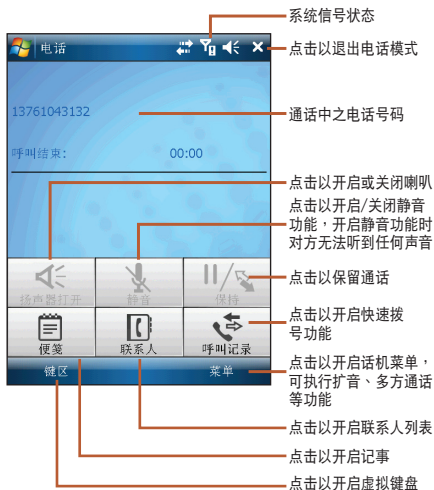 系统信号状态
电话
点击以退出电话模式
13761043132
通话中之电话号码
呼叫结束: 00:00
点击以开启或关闭喇叭
点击以开启/关闭静音
功能，开启静音功能时
对方无法听到任何声音
扬声器打开 静音 保持
点击以保留通话
便笺 联系人 呼叫记录
点击以开启快速拨
号功能
键区 菜单
点击以开启话机菜单，
可执行扩音、多方通话
等功能
点击以开启联系人列表
点击以开启记事
点击以开启虚拟键盘